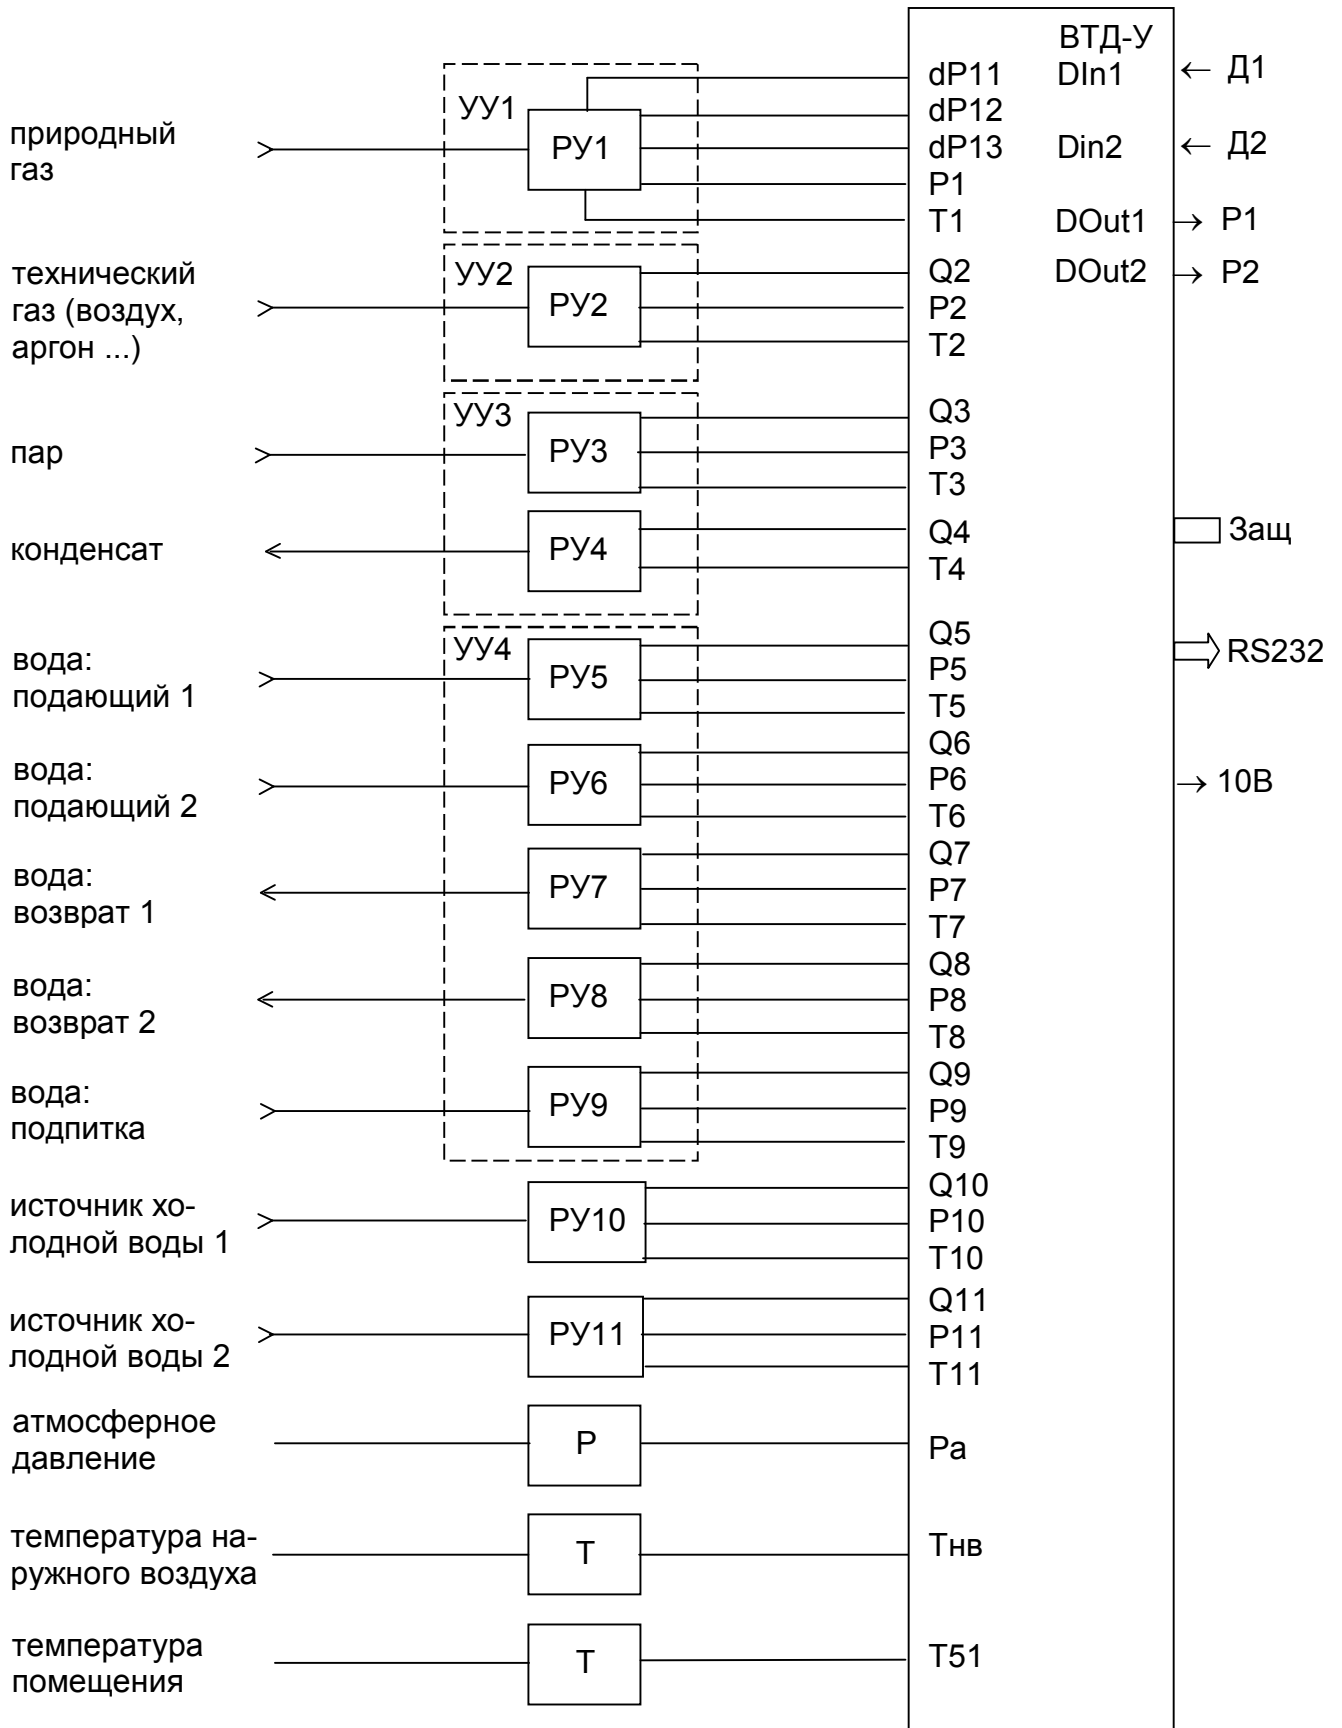 ВТД-У
dP11 DIn1 ← Д1
УУ1
dP12
природный
газ
РУ1
dP13 Din2 ← Д2
P1
T1 DOut1 → Р1
технический
газ (воздух,
аргон ...)
УУ2
РУ2
Q2 DOut2 → Р2
P2
T2
УУ3
пар
РУ3
Q3
P3
T3
конденсат
РУ4
Q4
T4
Защ
УУ4
вода:
подающий 1
РУ5
Q5
P5
T5
RS232
вода:
подающий 2
РУ6
Q6
P6
T6
→ 10В
вода:
возврат 1
РУ7
Q7
P7
T7
вода:
возврат 2
РУ8
Q8
P8
T8
вода:
подпитка
РУ9
Q9
P9
T9
источник хо-
лодной воды 1
РУ10
Q10
P10
T10
источник хо-
лодной воды 2
РУ11
Q11
P11
T11
атмосферное
давление
Р
Ра
температура на-
ружного воздуха
Т
Тнв
температура
помещения
Т
Т51